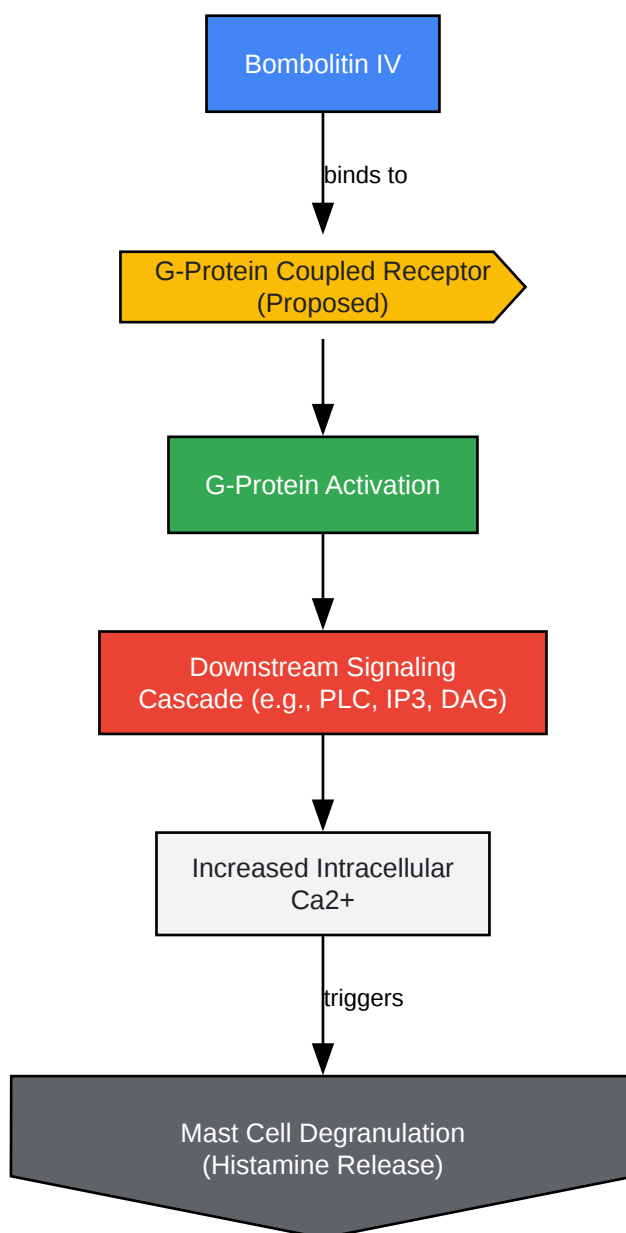 Bombolitin IV
binds to
G-Protein Coupled Receptor
(Proposed)
G-Protein Activation
Downstream Signaling
Cascade (e.g., PLC, IP3, DAG)
Increased Intracellular
Ca2+
triggers
Mast Cell Degranulation
(Histamine Release)